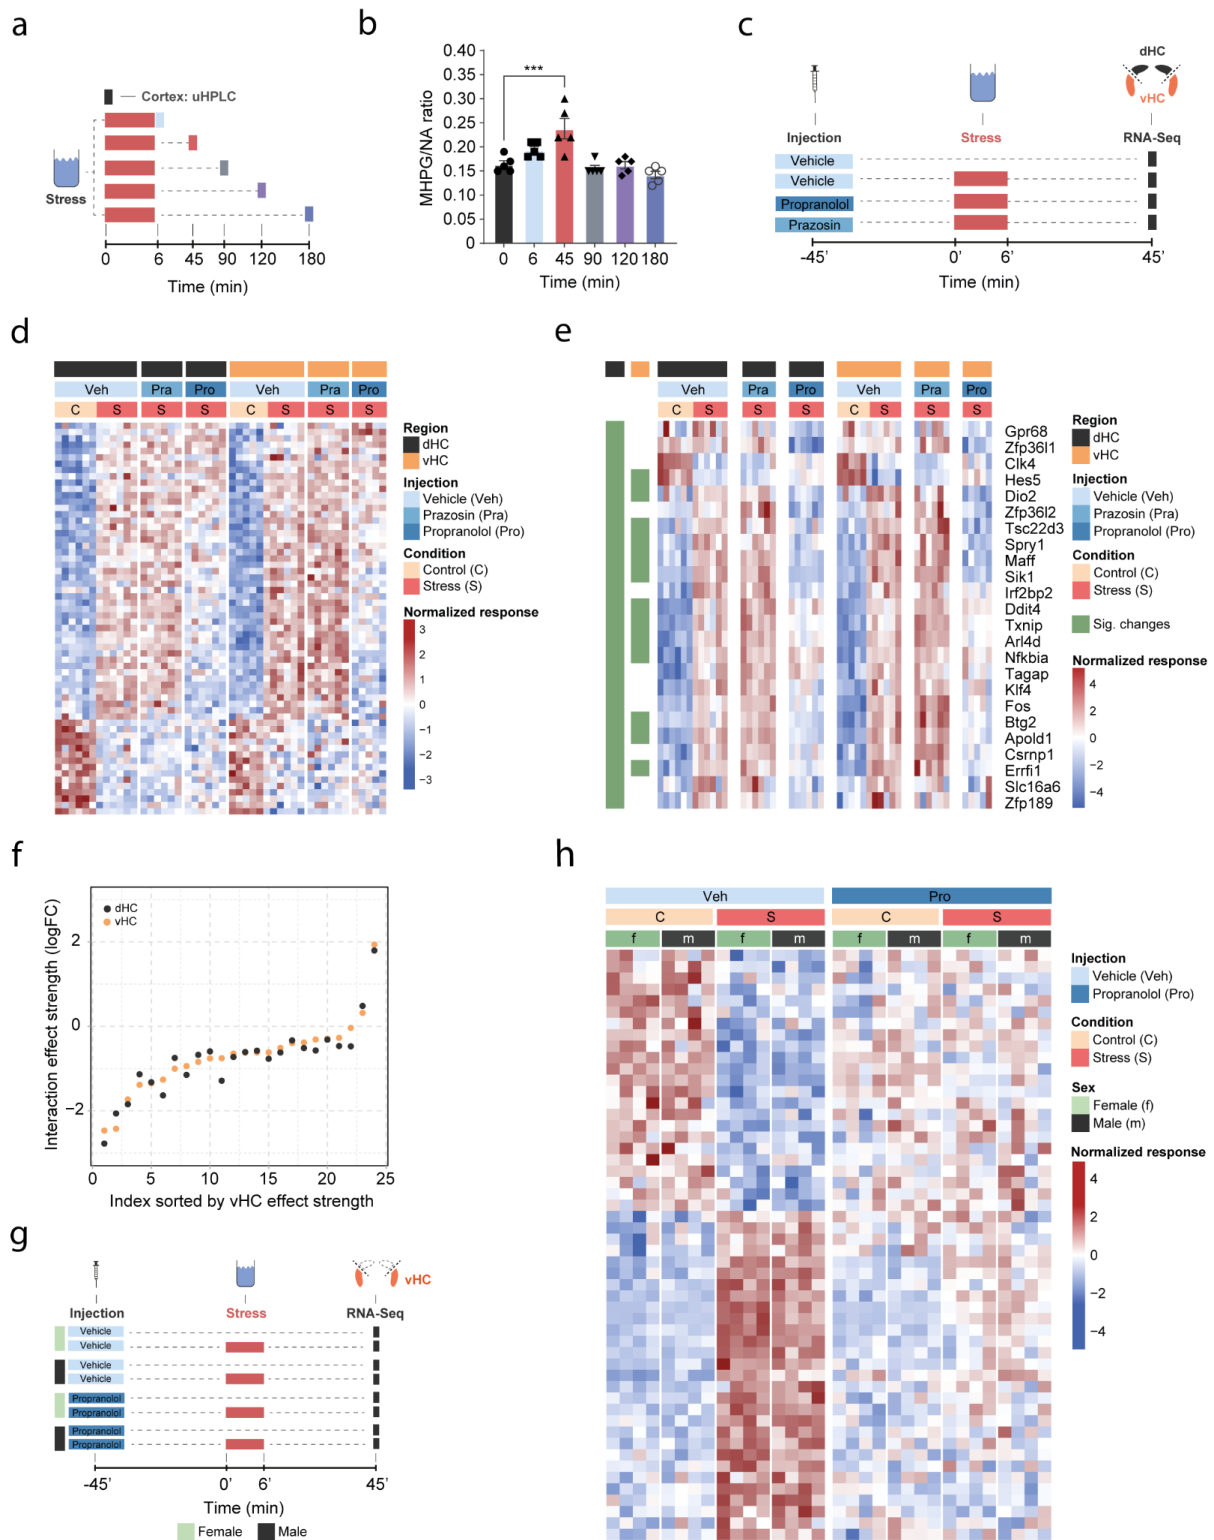 a
Cortex: uHPLC
Stress
0 6 45 90 120 180
Time (min)
b
0.40
0.35
0.30
0.25
0.20
0.15
0.10
0.05
0
MHPG/NA ratio
***
0 6 45 90 120 180
Time (min)
c
dHC
vHC
Injection Stress RNA-Seq
Vehicle
Vehicle
Propranolol
Prazosin
-45' 0' 6' 45'
Time (min)
d
Veh Pra Pro Veh Pra Pro
C S S S C S S S
Region
dHC
vHC
Injection
Vehicle (Veh)
Prazosin (Pra)
Propranolol (Pro)
Condition
Control (C)
Stress (S)
Normalized response
3
2
1
0
−1
−2
−3
e
Veh Pra Pro Veh Pra Pro
C S S S C S S S
Gpr68
Zfp36l1
Clk4
Hes5
Dio2
Zfp36l2
Tsc22d3
Spry1
Maff
Sik1
Irf2bp2
Ddit4
Txnip
Arl4d
Nfkbia
Tagap
Klf4
Fos
Btg2
Apold1
Csrnp1
Errfi1
Slc16a6
Zfp189
Region
dHC
vHC
Injection
Vehicle (Veh)
Prazosin (Pra)
Propranolol (Pro)
Condition
Control (C)
Stress (S)
Sig. changes
Normalized response
4
2
0
−2
−4
f
dHC
vHC
Interaction effect strength (logFC)
2
0
−2
0 5 10 15 20 25
Index sorted by vHC effect strength
g
vHC
Injection Stress RNA-Seq
Vehicle
Vehicle
Vehicle
Vehicle
Propranolol
Propranolol
Propranolol
Propranolol
-45' 0' 6' 45'
Time (min)
Female Male
h
Veh Pro
C S C S
f m f m f m f m
Injection
Vehicle (Veh)
Propranolol (Pro)
Condition
Control (C)
Stress (S)
Sex
Female (f)
Male (m)
Normalized response
4
2
0
−2
−4